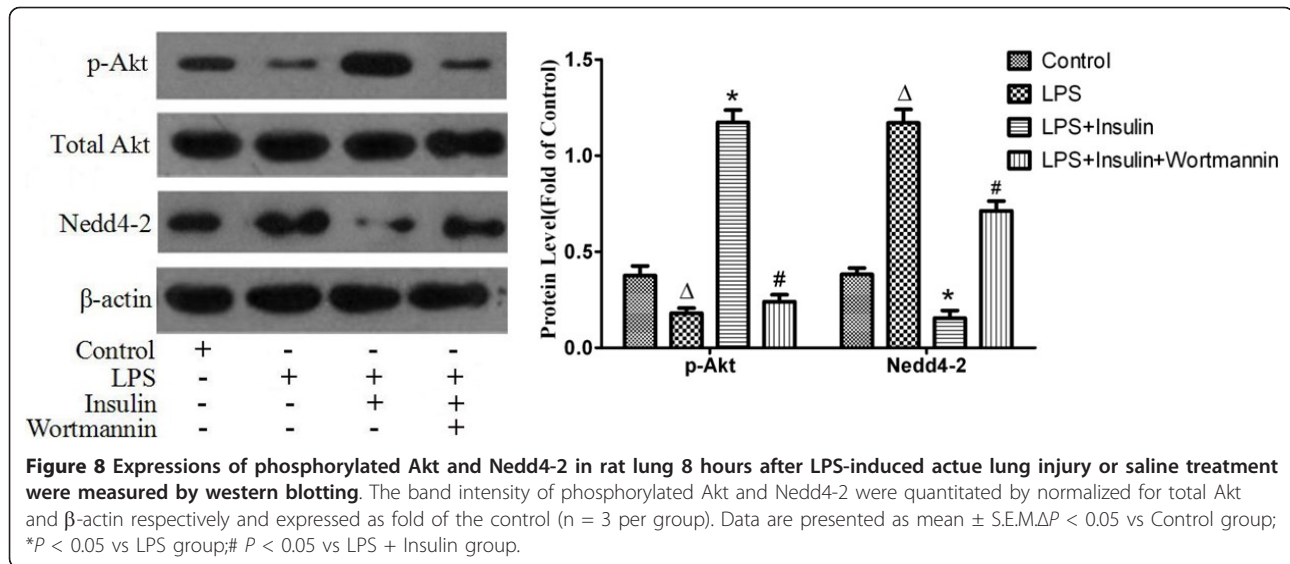 p-Akt
Total Akt
Nedd4-2
β-actin
Control + - - -
LPS - + + +
Insulin - - + +
Wortmannin - - - +
Protein Level(Fold of Control)
1.5
1.0
0.5
0.0
Δ
*
#
Δ
*
#
p-Akt
Nedd4-2
Control
LPS
LPS+Insulin
LPS+Insulin+Wortmannin
Figure 8 Expressions of phosphorylated Akt and Nedd4-2 in rat lung 8 hours after LPS-induced actue lung injury or saline treatment
were measured by western blotting. The band intensity of phosphorylated Akt and Nedd4-2 were quantitated by normalized for total Akt
and β-actin respectively and expressed as fold of the control (n = 3 per group). Data are presented as mean ± S.E.M.ΔP < 0.05 vs Control group;
*P < 0.05 vs LPS group;# P < 0.05 vs LPS + Insulin group.